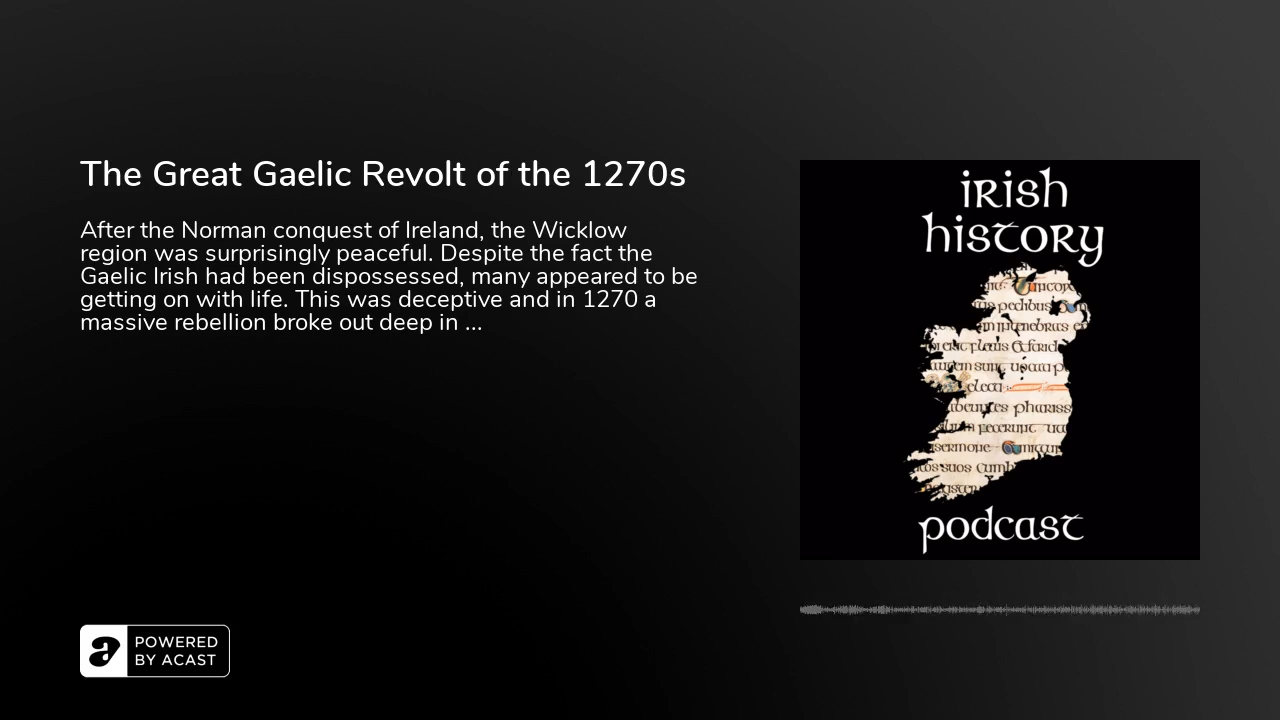 The Great Gaelic Revolt of the 1270s
After the Norman conquest of Ireland, the Wicklow
region was surprisingly peaceful. Despite the fact the
Gaelic Irish had been dispossessed, many appeared to be
getting on with life. This was deceptive and in 1270 a
massive rebellion broke out deep in ...
irish
history
pedibus
sunt
podcast
a
POWERED
BY ACAST